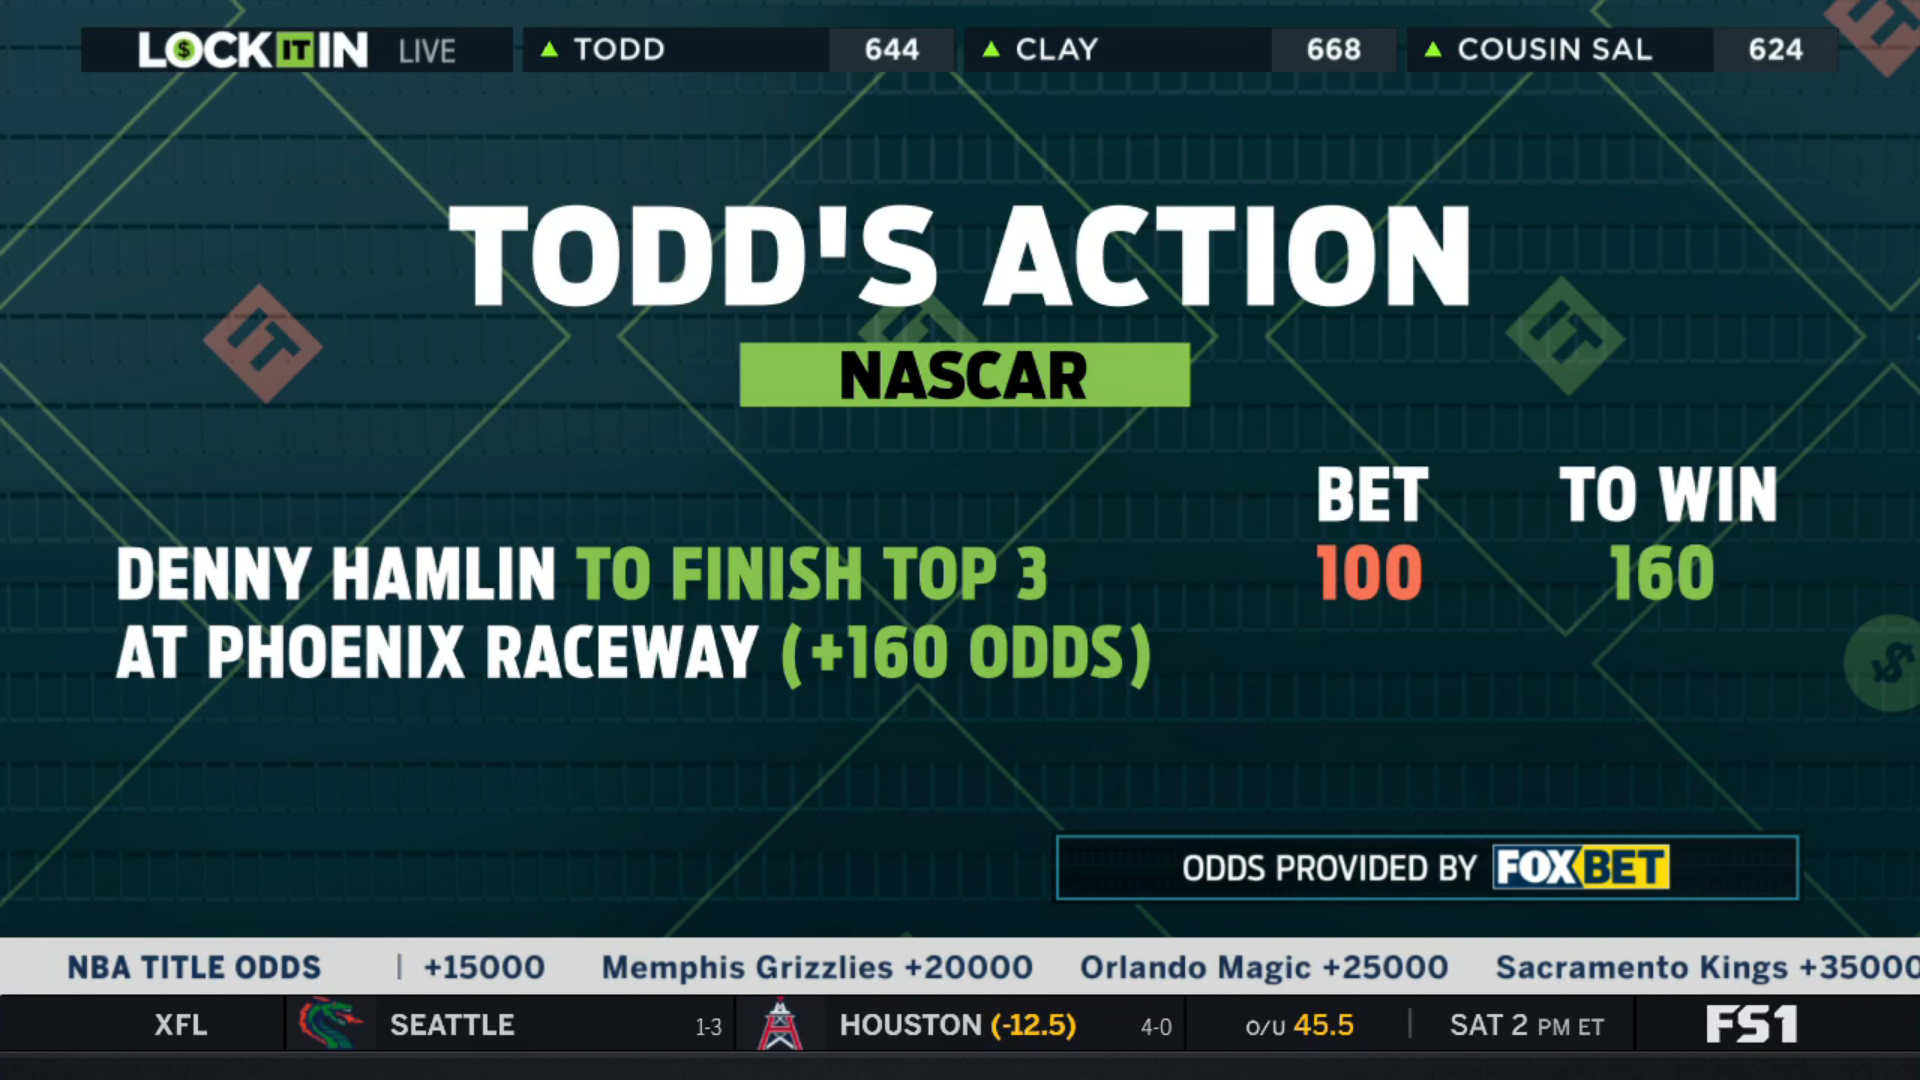 LOCK IT IN LIVE TODD 644 CLAY 668 COUSIN SAL 624
TODD'S ACTION
IT
IT
IT
NASCAR
BET TO WIN
DENNY HAMLIN TO FINISH TOP 3 100 160
AT PHOENIX RACEWAY (+160 ODDS)
$
ODDS PROVIDED BY FOX BET
NBA TITLE ODDS | +15000 Memphis Grizzlies +20000 Orlando Magic +25000 Sacramento Kings +35000
XFL SEATTLE 1-3 HOUSTON (-12.5) 4-0 O/U 45.5 | SAT 2 PM ET FS1